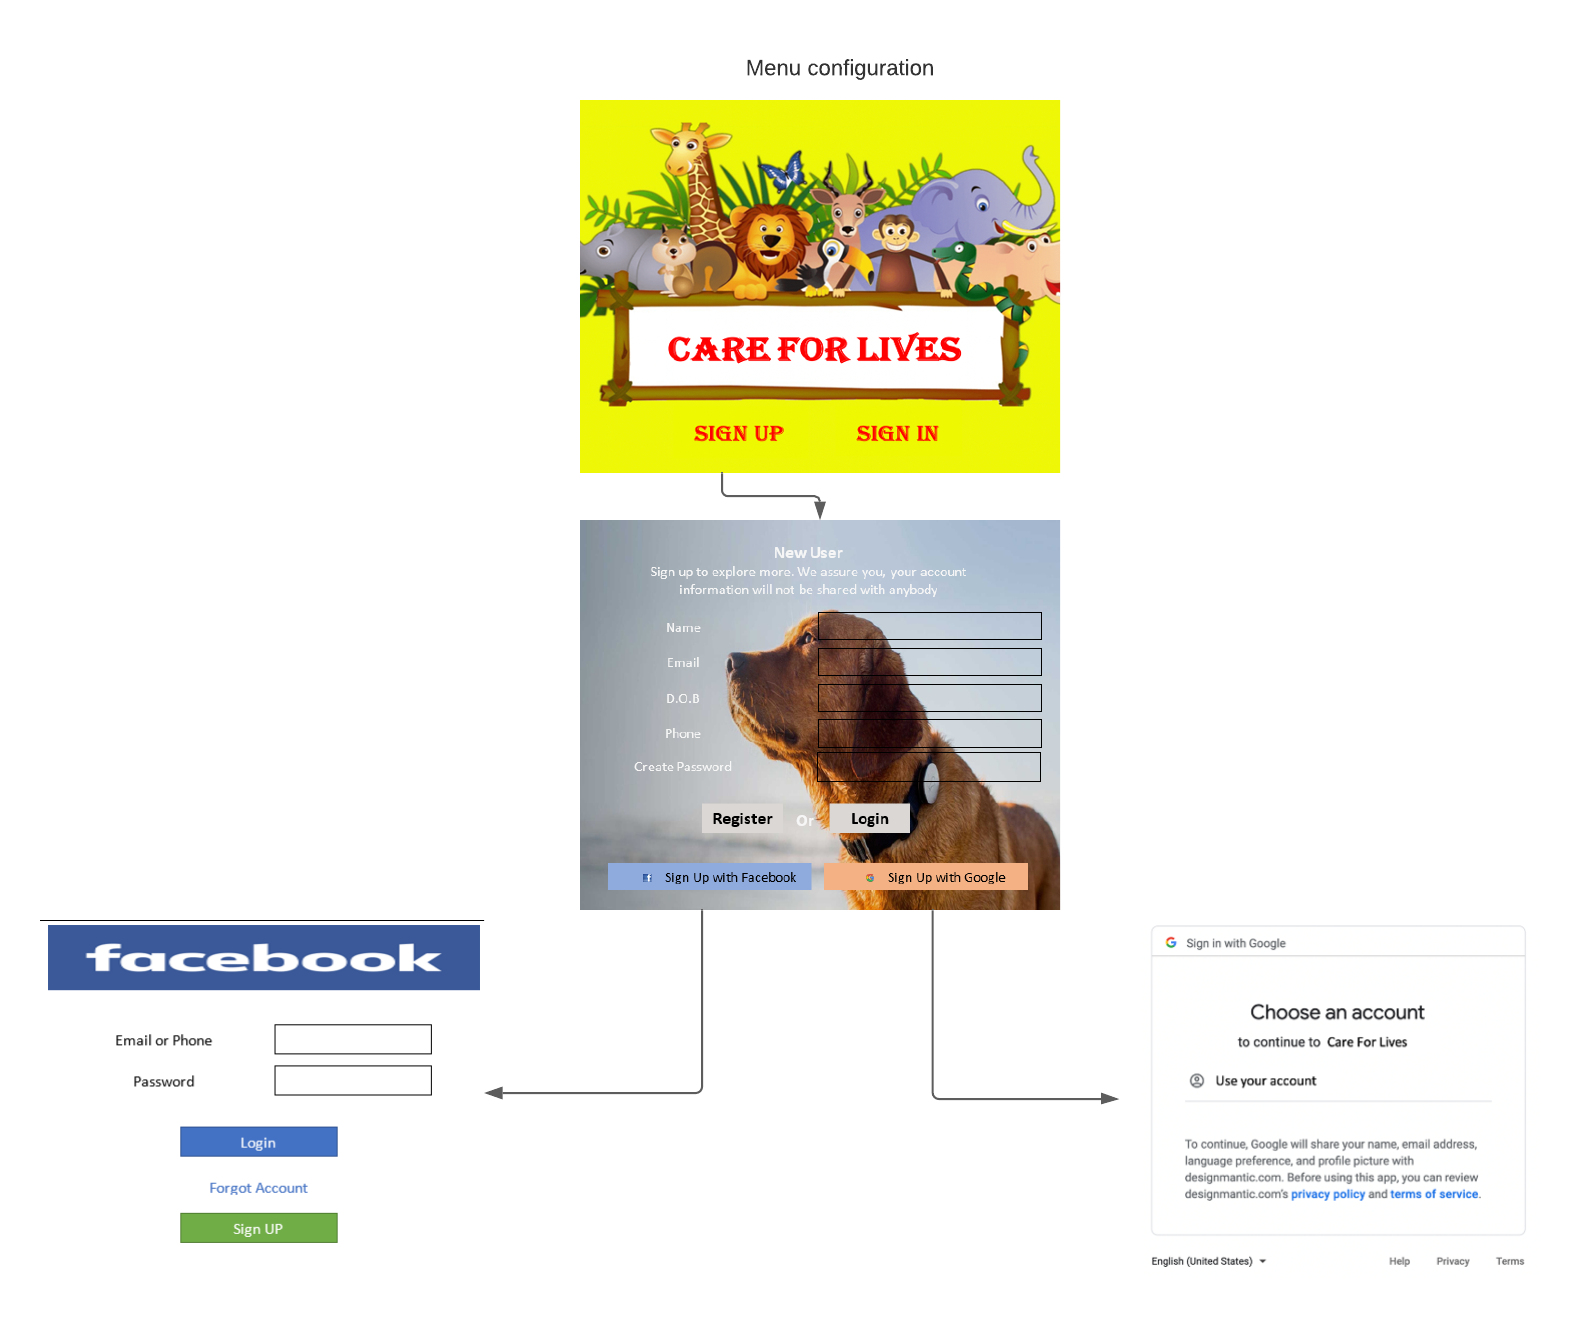 Menu configuration
CARE FOR LIVES
SIGN UP
SIGN IN
New User
Sign up to explore more. We assure you, your account
information will not be shared with anybody
Name
Email
D.O.B
Phone
Create Password
Register Or Login
Sign Up with Facebook
Sign Up with Google
facebook
Email or Phone
Password
Login
Forgot Account
Sign UP
Sign in with Google
Choose an account
to continue to Care For Lives
Use your account
To continue, Google will share your name, email address,
language preference, and profile picture with
designmantic.com. Before using this app, you can review
designmantic.com's privacy policy and terms of service.
English (United States)
Help Privacy Terms